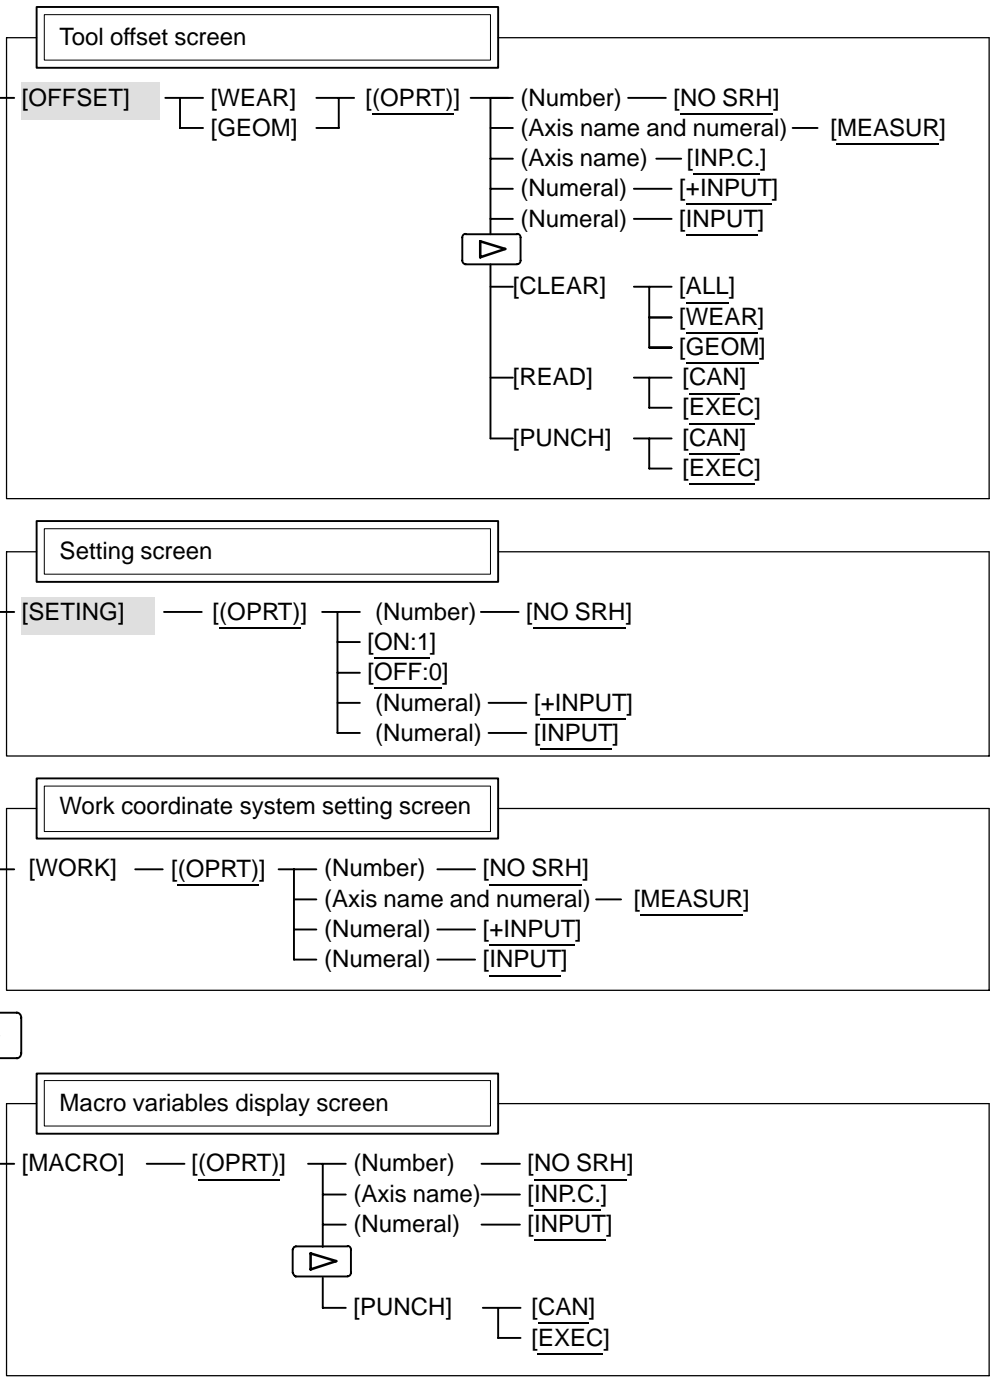 Tool offset screen
[OFFSET] [WEAR] [(OPRT)] (Number) [NO SRH]
[GEOM] (Axis name and numeral) [MEASUR]
(Axis name) [INP.C.]
(Numeral) [+INPUT]
(Numeral) [INPUT]
[CLEAR] [ALL]
[WEAR]
[GEOM]
[READ] [CAN]
[EXEC]
[PUNCH] [CAN]
[EXEC]
Setting screen
[SETING] [(OPRT)] (Number) [NO SRH]
[ON:1]
[OFF:0]
(Numeral) [+INPUT]
(Numeral) [INPUT]
Work coordinate system setting screen
[WORK] [(OPRT)] (Number) [NO SRH]
(Axis name and numeral) [MEASUR]
(Numeral) [+INPUT]
(Numeral) [INPUT]
Macro variables display screen
[MACRO] [(OPRT)] (Number) [NO SRH]
(Axis name) [INP.C.]
(Numeral) [INPUT]
[PUNCH] [CAN]
[EXEC]